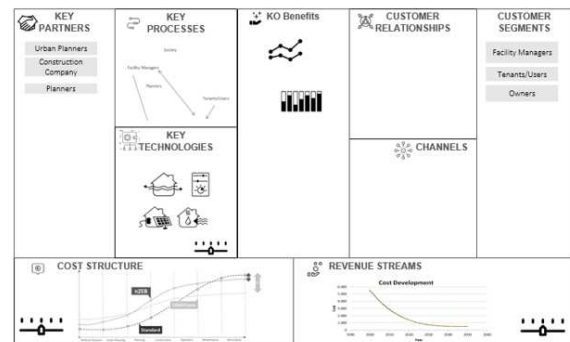 KEY
PARTNERS
Urban Planners
Construction
Company
Planners
KEY
PROCESSES
Society
Facility Managers
Planners
Tenants/Users
KEY
TECHNOLOGIES
KO Benefits
CUSTOMER
RELATIONSHIPS
CHANNELS
CUSTOMER
SEGMENTS
Facility Managers
Tenants/Users
Owners
COST STRUCTURE
nZEB
Standard
REVENUE STREAMS
Cost Development